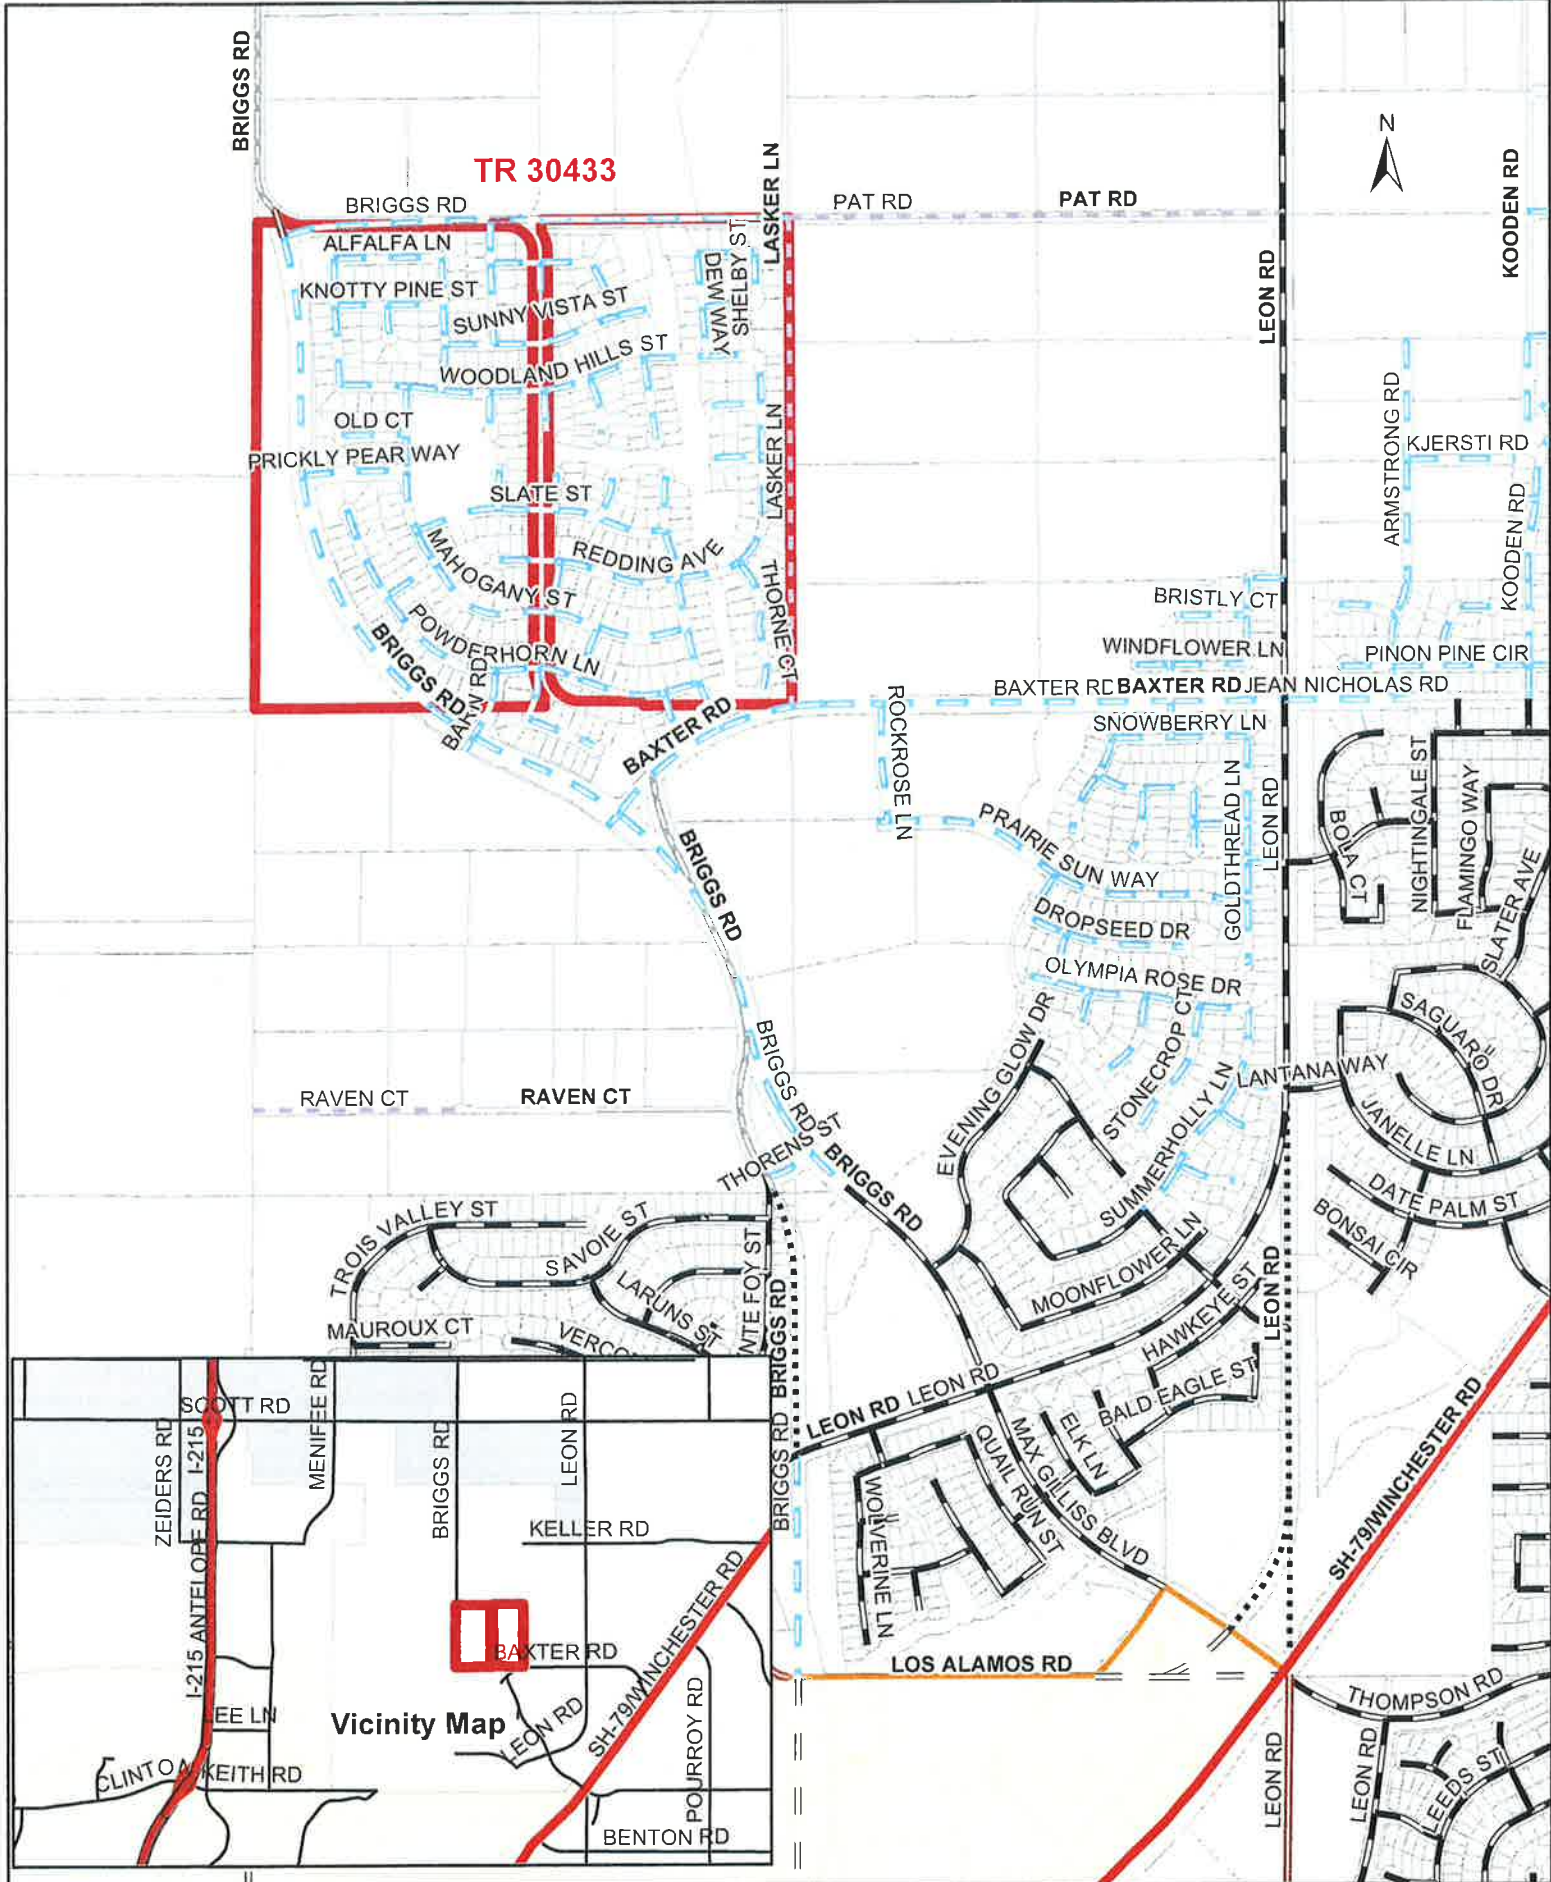 BRIGGS RD
TR 30433
LASKER LN
N
KOODEN RD
BRIGGS RD
PAT RD
PAT RD
ALFALFA LN
SHELBY ST
DEW WAY
LEON RD
KNOTTY PINE ST
SUNNY VISTA ST
WOODLAND HILLS ST
OLD CT
PRICKLY PEAR WAY
LASKER LN
ARMSTRONG RD
KJERSTI RD
SLATE ST
KOODEN RD
MAHOGANY ST
REDDING AVE
THORNE CT
BRISTLY CT
POWDERHORN LN
BRIGGS RD
WINDFLOWER LN
PINON PINE CIR
BAXTER RD
BAXTER RD
JEAN NICHOLAS RD
BAXTER RD
ROCKROSE LN
SNOWBERRY LN
GOLDTHREAD LN
LEON RD
NIGHTINGALE ST
FLAMINGO WAY
BOLA CT
SLATER AVE
BRIGGS RD
PRAIRIE SUN WAY
DROPSEED DR
OLYMPIA ROSE DR
EVENING GLOW DR
STONECROP CT
SAGUARO DR
BRIGGS RD
RAVEN CT
RAVEN CT
LANTANA WAY
SUMMERHOLLY LN
JANELLE LN
THORENS ST
BRIGGS RD
DATE PALM ST
BONSAI CIR
TROIS VALLEY ST
SAVOIE ST
LARUNS ST
NTE FOY ST
BRIGGS RD
MOONFLOWER LN
HAWKEYE ST
LEON RD
MAUROUX CT
VERCO
BALD EAGLE ST
LEON RD
LEON RD
ELK LN
MAX GILLISS BLVD
QUAIL RUN ST
WOLVERINE LN
BRIGGS RD
SH-79/WINCHESTER RD
LOS ALAMOS RD
THOMPSON RD
LEON RD
LEON RD
LEEDS ST
SCOTT RD
ZEIDERS RD
I-215
MENIFEE RD
BRIGGS RD
LEON RD
KELLER RD
I-215 ANTELOPE RD
BAXTER RD
SH-79/WINCHESTER RD
LEE LN
Vicinity Map
LEON RD
POURROY RD
CLINTON KEITH RD
BENTON RD